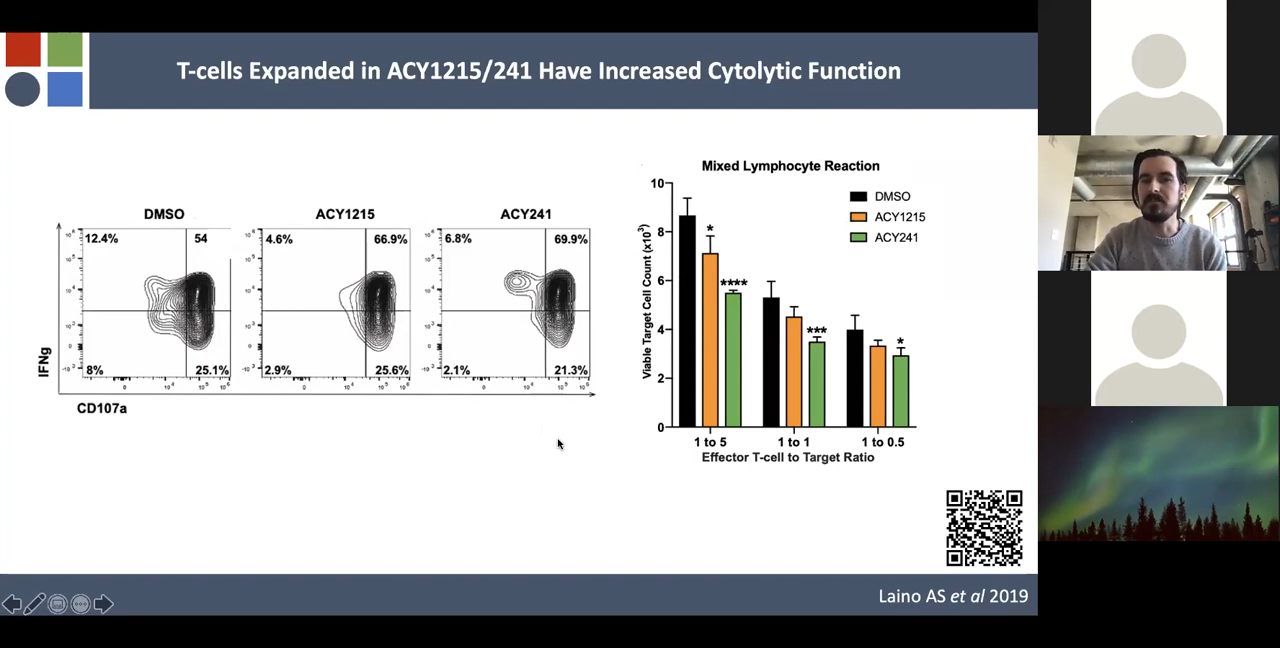 T-cells Expanded in ACY1215/241 Have Increased Cytolytic Function
DMSO
ACY1215
ACY241
12.4%
54
4.6%
66.9%
6.8%
69.9%
8%
25.1%
2.9%
25.6%
2.1%
21.3%
IFNg
CD107a
Mixed Lymphocyte Reaction
DMSO
ACY1215
ACY241
Viable Target Cell Count (x10³)
10
8
6
4
2
0
*
****
***
*
1 to 5
1 to 1
1 to 0.5
Effector T-cell to Target Ratio
Laino AS et al 2019